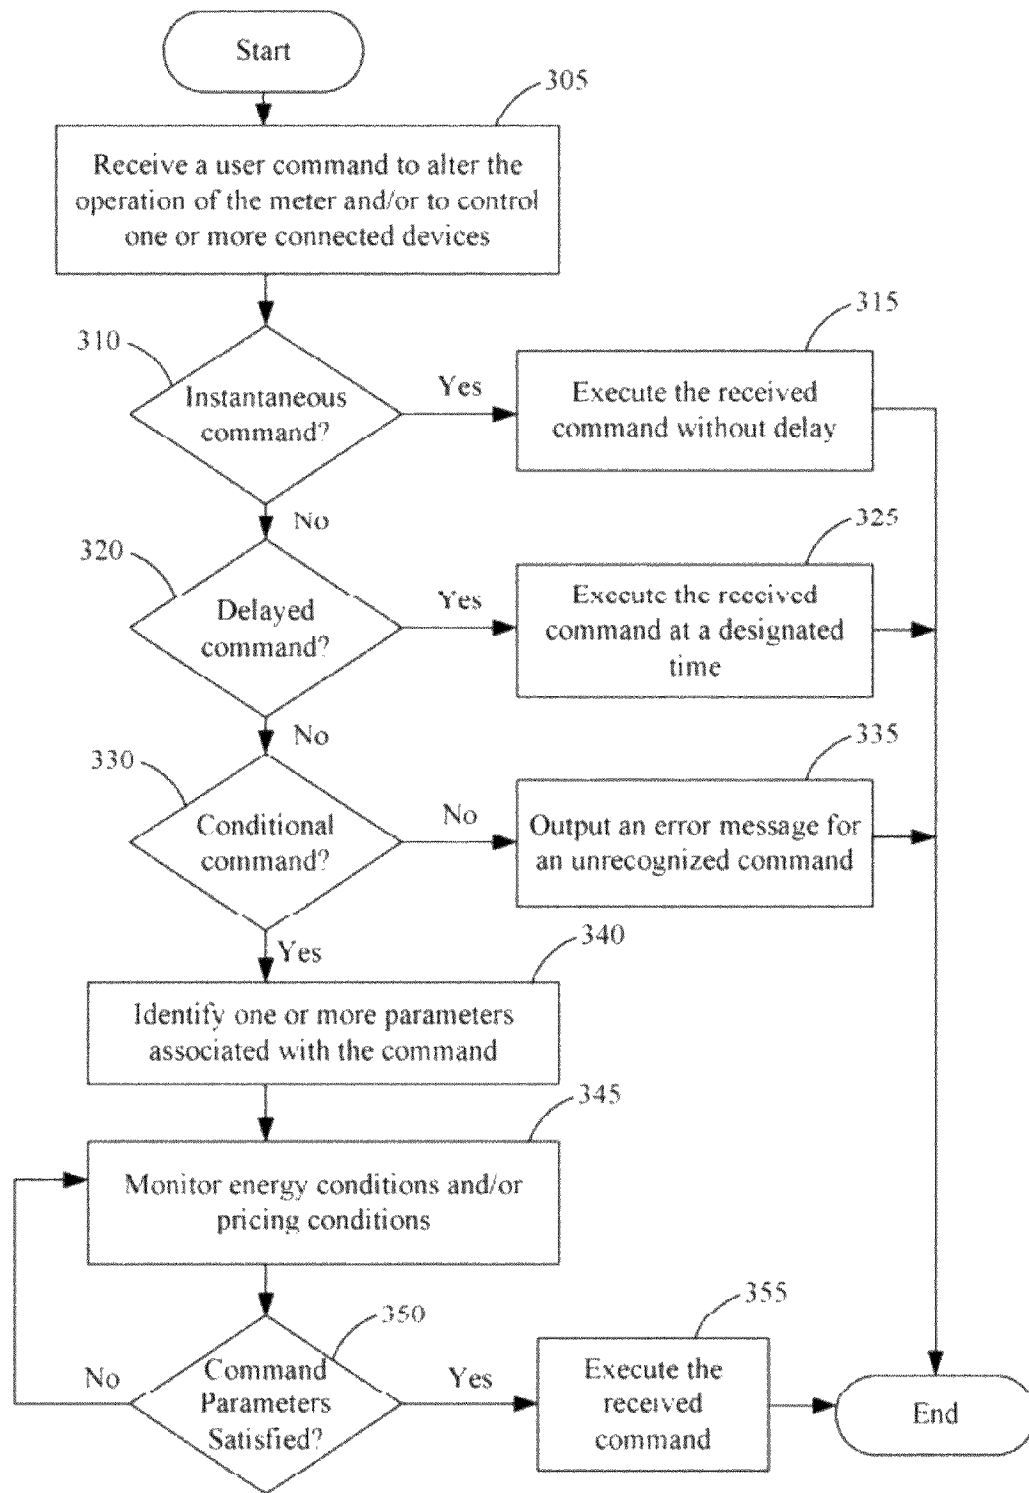 Start
305
Receive a user command to alter the
operation of the meter and/or to control
one or more connected devices
310
Instantaneous
command?
Yes
315
Execute the received
command without delay
No
320
Delayed
command?
Yes
325
Execute the received
command at a designated
time
No
330
Conditional
command?
No
335
Output an error message for
an unrecognized command
Yes
340
Identify one or more parameters
associated with the command
345
Monitor energy conditions and/or
pricing conditions
350
Command
Parameters
Satisfied?
No
Yes
355
Execute the
received
command
End